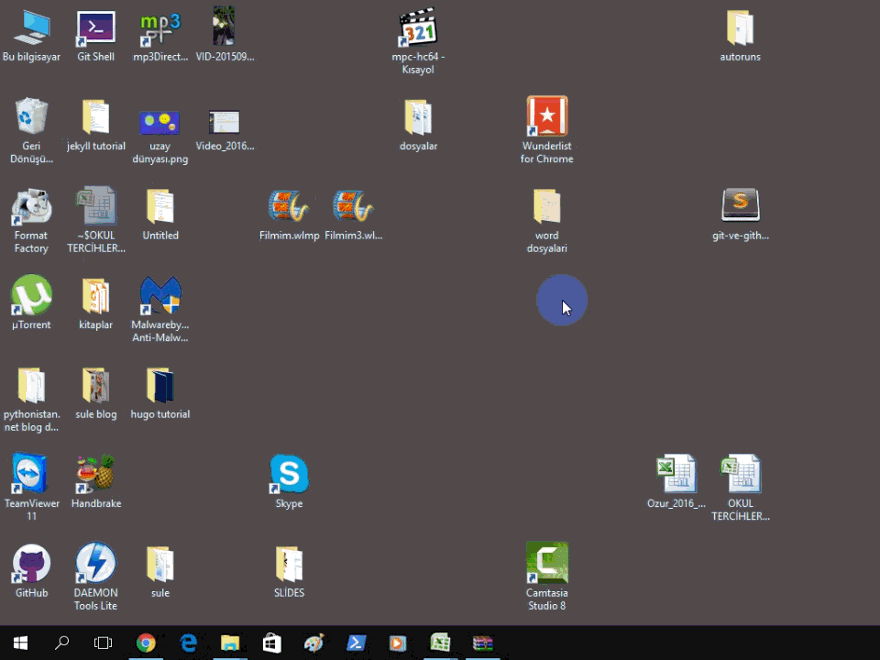 Bu bilgisayar
Git Shell
mp3Direct...
VID-201509...
mpc-hc64 -
Kısayol
autoruns
Geri
Dönüşü...
jekyll tutorial
uzay
dünyası.png
Video_2016...
dosyalar
Wunderlist
for Chrome
Format
Factory
~$OKUL
TERCİHLER...
Untitled
Filmim.wlmp
Filmim3.wl...
word
dosyalari
git-ve-gith...
µTorrent
kitaplar
Malwareby...
Anti-Malw...
pythonistan.
net blog d...
sule blog
hugo tutorial
TeamViewer
11
Handbrake
Skype
Ozur_2016_...
OKUL
TERCİHLER...
GitHub
DAEMON
Tools Lite
sule
SLİDES
Camtasia
Studio 8